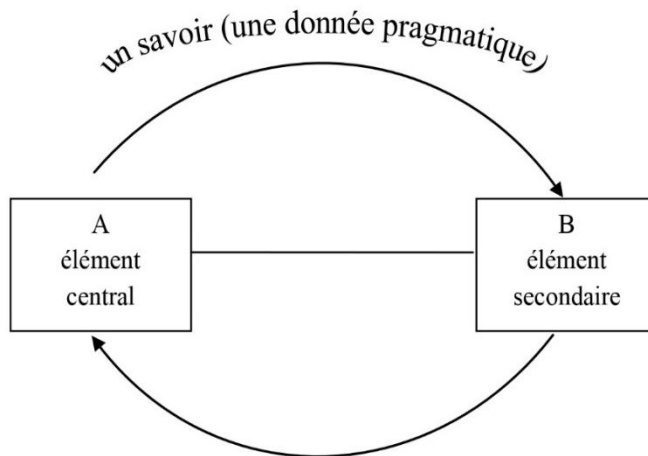 un savoir (une donnée pragmatique)
A
élément
central
B
élément
secondaire